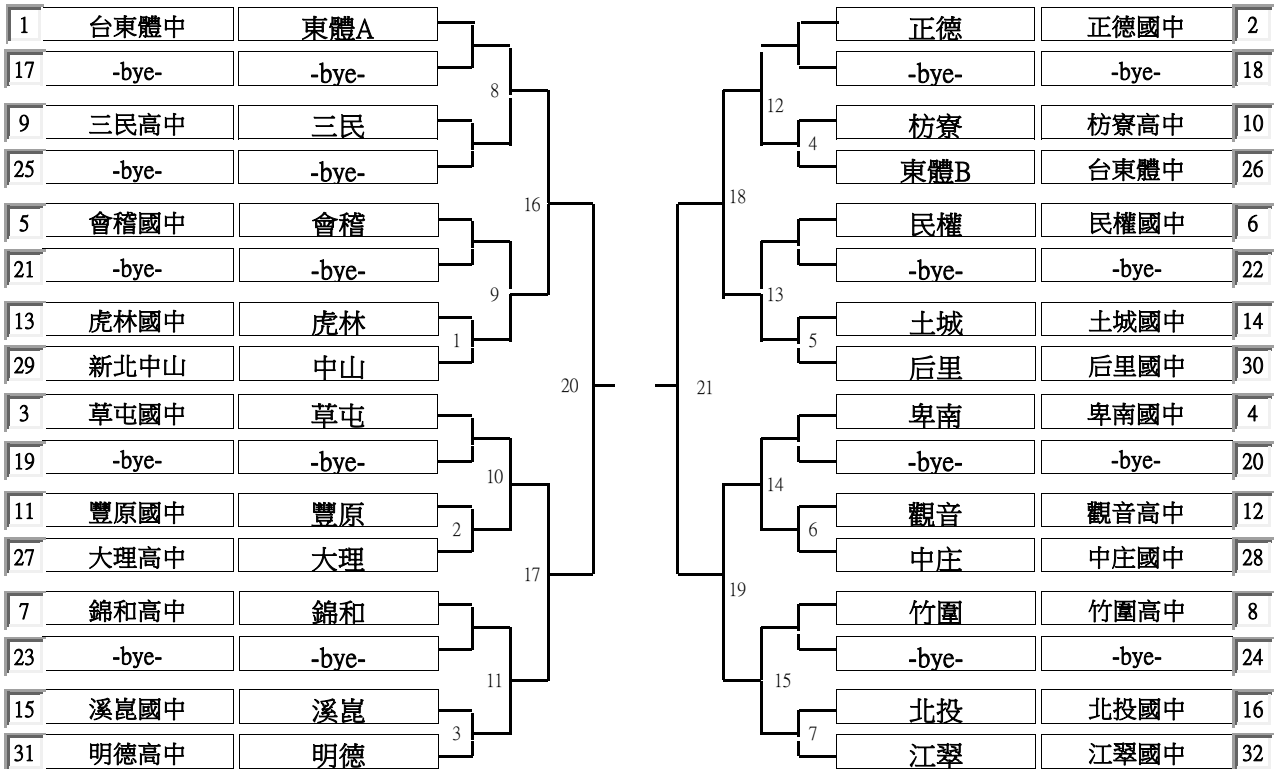 1 台東體中 東體A 正德 正德國中 2
17 -bye- -bye- -bye- -bye- 18
8 12
9 三民高中 三民 4 枋寮 枋寮高中 10
25 -bye- -bye- 東體B 台東體中 26
16 18
5 會稽國中 會稽 民權 民權國中 6
21 -bye- -bye- -bye- -bye- 22
9 13
13 虎林國中 虎林 土城 土城國中 14
1 5
29 新北中山 中山 后里 后里國中 30
20 21
3 草屯國中 草屯 卑南 卑南國中 4
19 -bye- -bye- -bye- -bye- 20
10 14
11 豐原國中 豐原 觀音 觀音高中 12
2 6
27 大理高中 大理 中庄 中庄國中 28
17 19
7 錦和高中 錦和 竹圍 竹圍高中 8
23 -bye- -bye- -bye- -bye- 24
11 15
15 溪崑國中 溪崑 北投 北投國中 16
3 7
31 明德高中 明德 江翠 江翠國中 32